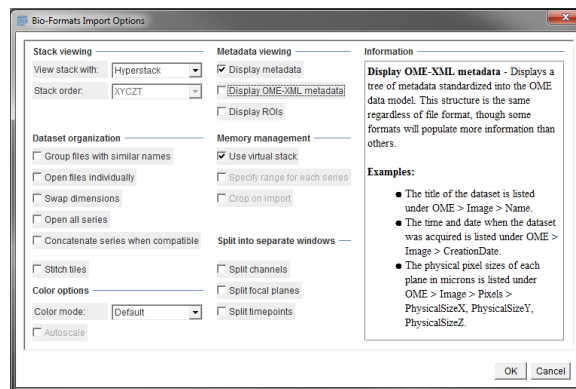 Bio-Formats Import Options
Stack viewing
View stack with: Hyperstack
Stack order: XYCZT
Metadata viewing
Display metadata
Display OME-XML metadata
Display ROIs
Information
Display OME-XML metadata - Displays a
tree of metadata standardized into the OME
data model. This structure is the same
regardless of file format, though some
formats will populate more information than
others.
Examples:
The title of the dataset is listed
under OME > Image > Name.
The time and date when the dataset
was acquired is listed under OME >
Image > CreationDate.
The physical pixel sizes of each
plane in microns is listed under
OME > Image > Pixels >
PhysicalSizeX, PhysicalSizeY,
PhysicalSizeZ.
Dataset organization
Group files with similar names
Open files individually
Swap dimensions
Open all series
Concatenate series when compatible
Stitch tiles
Memory management
Use virtual stack
Specify range for each series
Crop on import
Split into separate windows
Split channels
Split focal planes
Split timepoints
Color options
Color mode: Default
Autoscale
OK Cancel